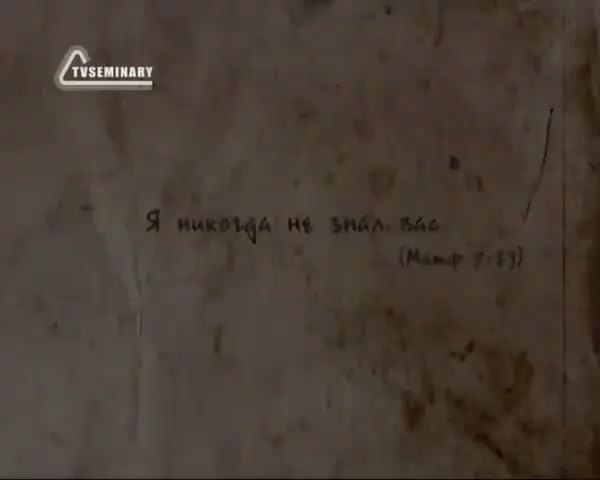 TVSEMINARY
Я никогда не знал вас
(Матф 7:23)